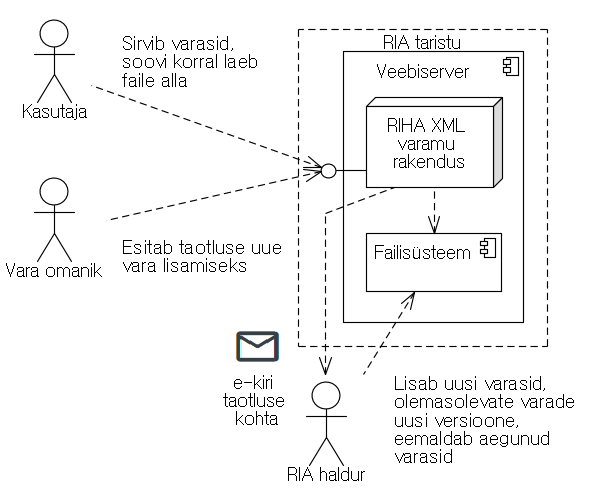 Sirvib varasid,
soovi korral laeb
faile alla
Kasutaja
RIA taristu
Veebiserver
RIHA XML
varamu
rakendus
Vara omanik
Esitab taotluse uue
vara lisamiseks
Failisüsteem
e-kiri
taotluse
kohta
RIA haldur
Lisab uusi varasid,
olemasolevate varade
uusi versioone,
eemaldab aegunud
varasid